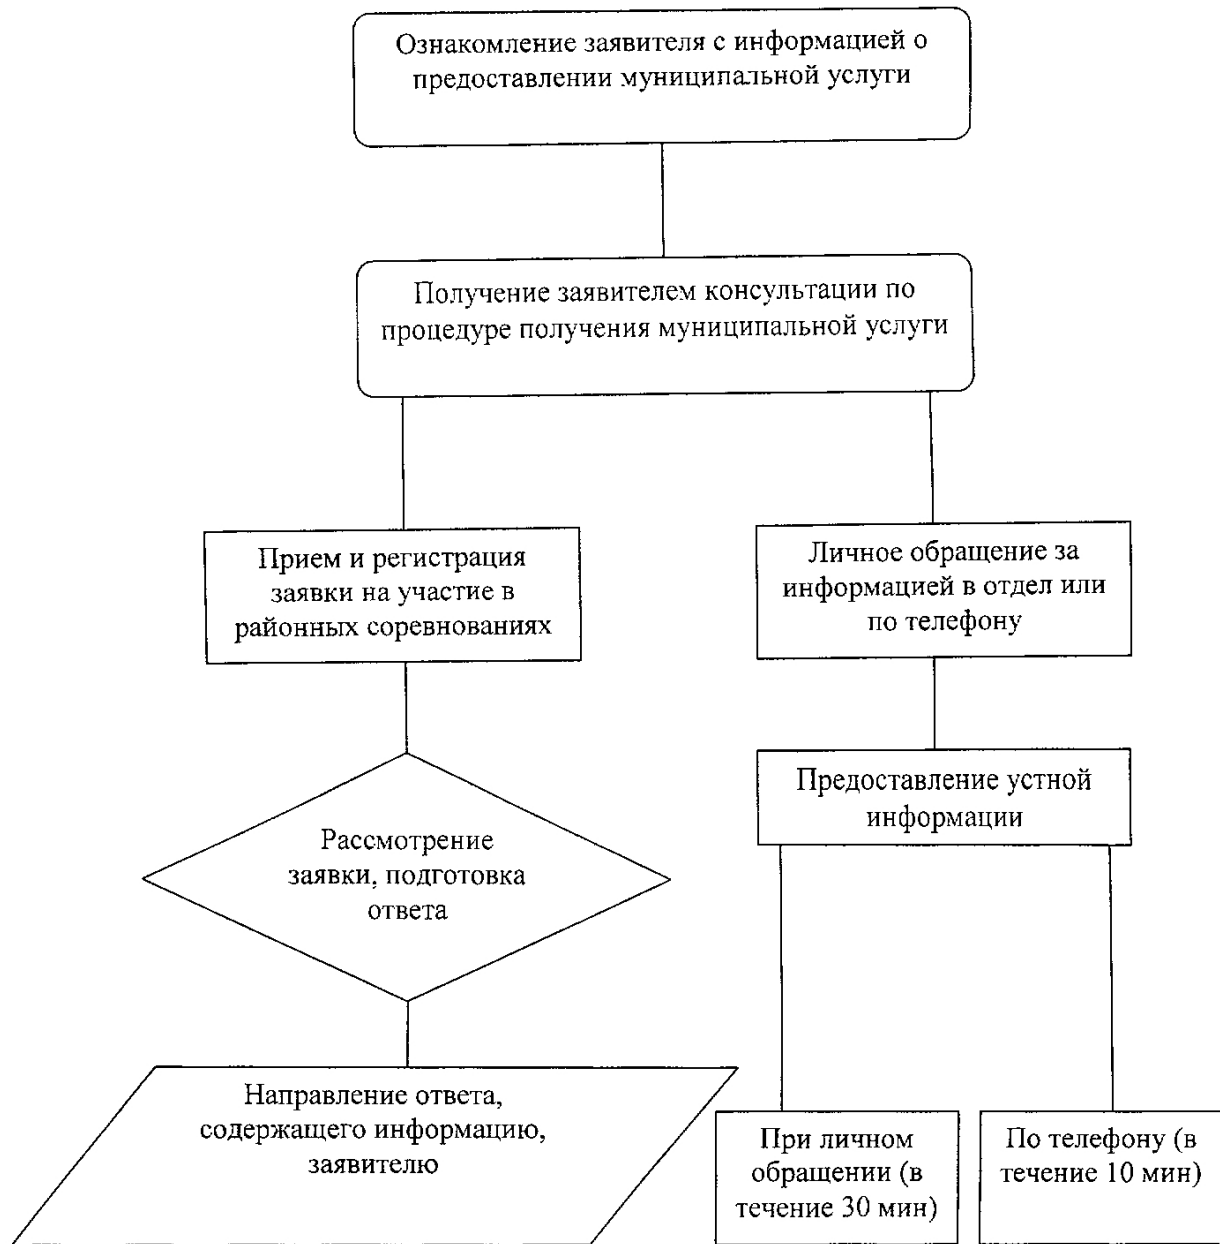 Ознакомление заявителя с информацией о
предоставлении муниципальной услуги
Получение заявителем консультации по
процедуре получения муниципальной услуги
Прием и регистрация
заявки на участие в
районных соревнованиях
Личное обращение за
информацией в отдел или
по телефону
Предоставление устной
информации
Рассмотрение
заявки, подготовка
ответа
Направление ответа,
содержащего информацию,
заявителю
При личном
обращении (в
течение 30 мин)
По телефону (в
течение 10 мин)